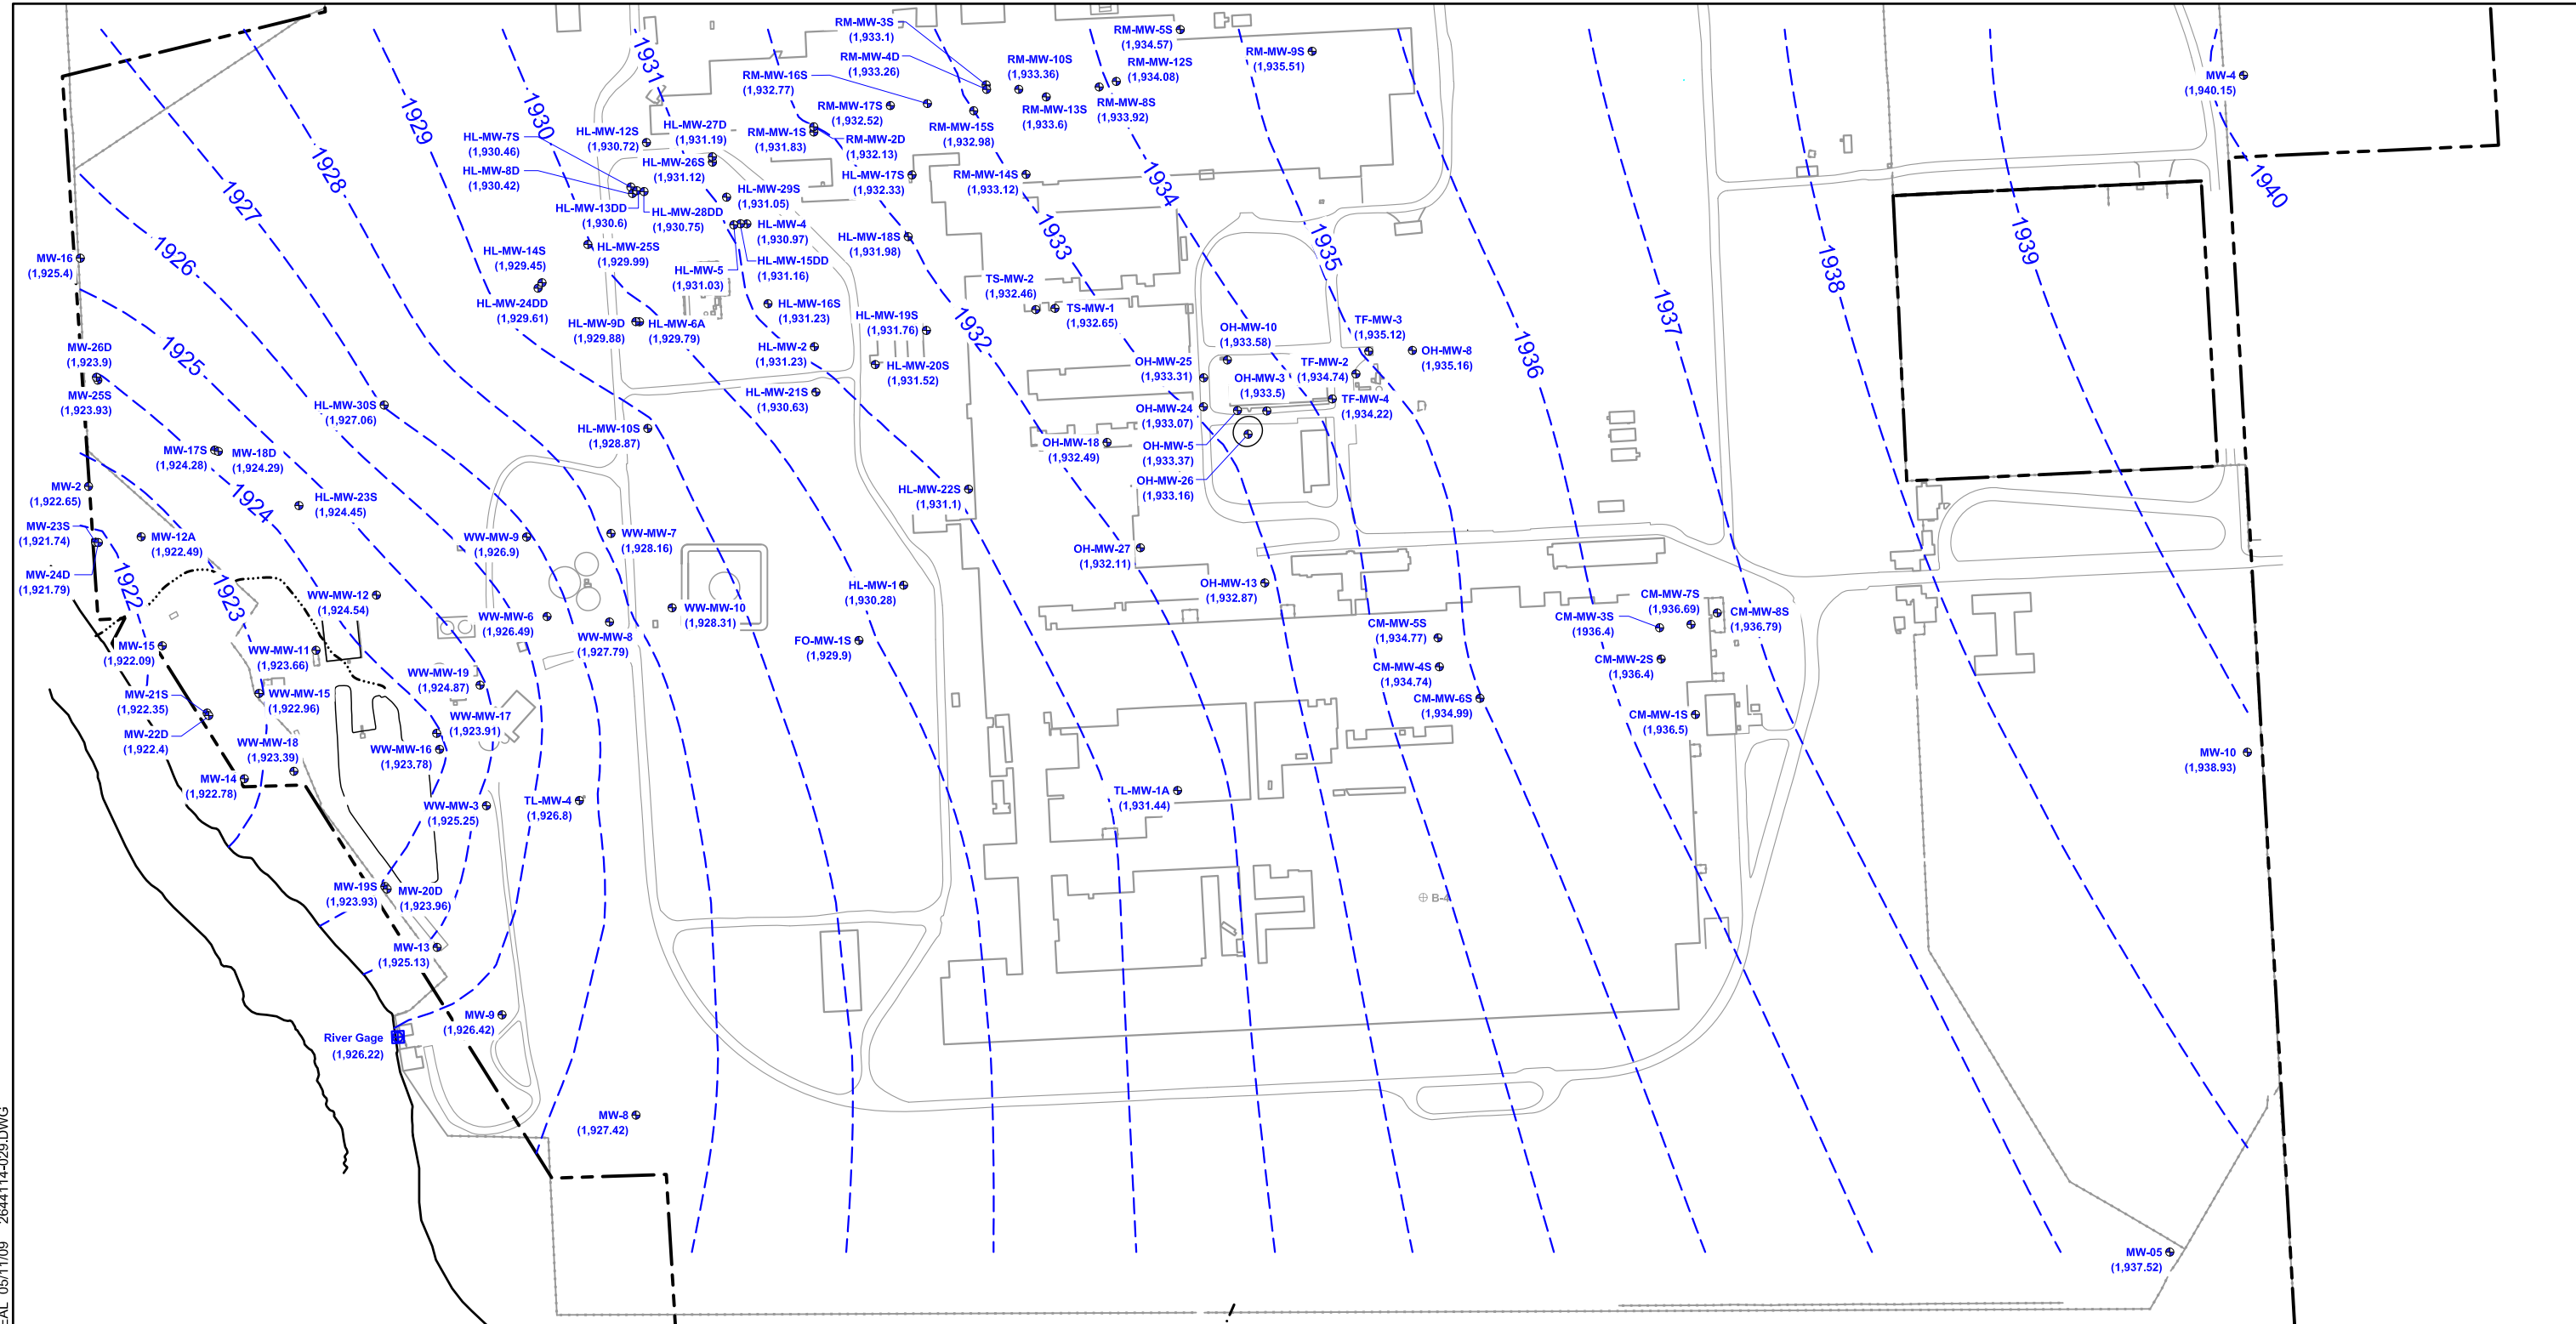 RM-MW-3S
(1,933.1)
RM-MW-4D
(1,933.26)
RM-MW-16S
(1,932.77)
RM-MW-17S
(1,932.52)
RM-MW-1S
(1,931.83)
RM-MW-2D
(1,932.13)
RM-MW-15S
(1,932.98)
RM-MW-10S
(1,933.36)
RM-MW-13S
(1,933.6)
RM-MW-5S
(1,934.57)
RM-MW-12S
(1,934.08)
RM-MW-8S
(1,933.92)
RM-MW-9S
(1,935.51)
RM-MW-14S
(1,933.12)
MW-4
(1,940.15)
HL-MW-7S
(1,930.46)
HL-MW-8D
(1,930.42)
HL-MW-12S
(1,930.72)
HL-MW-27D
(1,931.19)
HL-MW-26S
(1,931.12)
HL-MW-29S
(1,931.05)
HL-MW-13DD
(1,930.6)
HL-MW-28DD
(1,930.75)
HL-MW-4
(1,930.97)
HL-MW-15DD
(1,931.16)
HL-MW-5
(1,931.03)
HL-MW-17S
(1,932.33)
HL-MW-18S
(1,931.98)
HL-MW-14S
(1,929.45)
HL-MW-25S
(1,929.99)
HL-MW-24DD
(1,929.61)
HL-MW-9D
(1,929.88)
HL-MW-6A
(1,929.79)
HL-MW-16S
(1,931.23)
HL-MW-2
(1,931.23)
HL-MW-19S
(1,931.76)
HL-MW-20S
(1,931.52)
HL-MW-21S
(1,930.63)
HL-MW-10S
(1,928.87)
HL-MW-22S
(1,931.1)
HL-MW-1
(1,930.28)
HL-MW-30S
(1,927.06)
HL-MW-23S
(1,924.45)
TS-MW-2
(1,932.46)
TS-MW-1
(1,932.65)
OH-MW-10
(1,933.58)
OH-MW-25
(1,933.31)
OH-MW-3
(1,933.5)
OH-MW-24
(1,933.07)
OH-MW-5
(1,933.37)
OH-MW-26
(1,933.16)
OH-MW-18
(1,932.49)
OH-MW-27
(1,932.11)
OH-MW-13
(1,932.87)
OH-MW-8
(1,935.16)
TF-MW-3
(1,935.12)
TF-MW-2
(1,934.74)
TF-MW-4
(1,934.22)
MW-16
(1,925.4)
MW-26D
(1,923.9)
MW-25S
(1,923.93)
MW-17S
(1,924.28)
MW-18D
(1,924.29)
MW-2
(1,922.65)
MW-23S
(1,921.74)
MW-24D
(1,921.79)
MW-12A
(1,922.49)
MW-15
(1,922.09)
MW-21S
(1,922.35)
MW-22D
(1,922.4)
MW-14
(1,922.78)
WW-MW-9
(1,926.9)
WW-MW-7
(1,928.16)
WW-MW-12
(1,924.54)
WW-MW-6
(1,926.49)
WW-MW-8
(1,927.79)
WW-MW-10
(1,928.31)
WW-MW-11
(1,923.66)
WW-MW-15
(1,922.96)
WW-MW-19
(1,924.87)
WW-MW-17
(1,923.91)
WW-MW-16
(1,923.78)
WW-MW-18
(1,923.39)
WW-MW-3
(1,925.25)
TL-MW-4
(1,926.8)
FO-MW-1S
(1,929.9)
TL-MW-1A
(1,931.44)
CM-MW-5S
(1,934.77)
CM-MW-4S
(1,934.74)
CM-MW-6S
(1,934.99)
CM-MW-7S
(1,936.69)
CM-MW-3S
(1936.4)
CM-MW-8S
(1,936.79)
CM-MW-2S
(1,936.4)
CM-MW-1S
(1,936.5)
MW-10
(1,938.93)
B-4
MW-19S
(1,923.93)
MW-20D
(1,923.96)
MW-13
(1,925.13)
MW-9
(1,926.42)
River Gage
(1,926.22)
MW-8
(1,927.42)
MW-05
(1,937.52)
1922
1923
1924
1925
1926
1927
1928
1929
1930
1931
1932
1933
1934
1935
1936
1937
1938
1939
1940
05/11/09 2644114-029.DWG